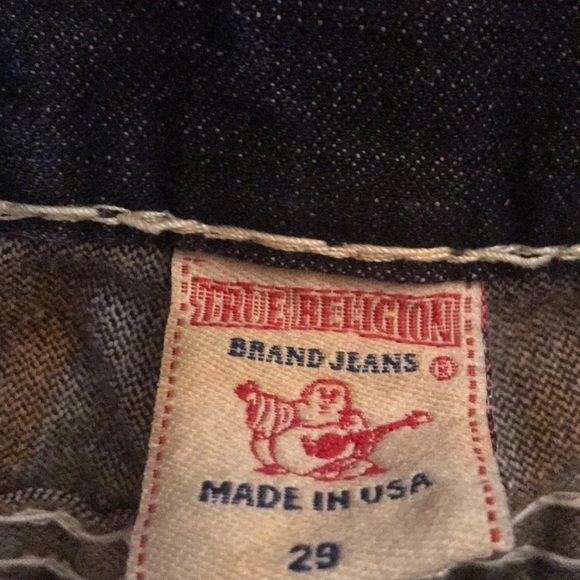 TRUE RELIGION
BRAND JEANS ®
MADE IN USA
29